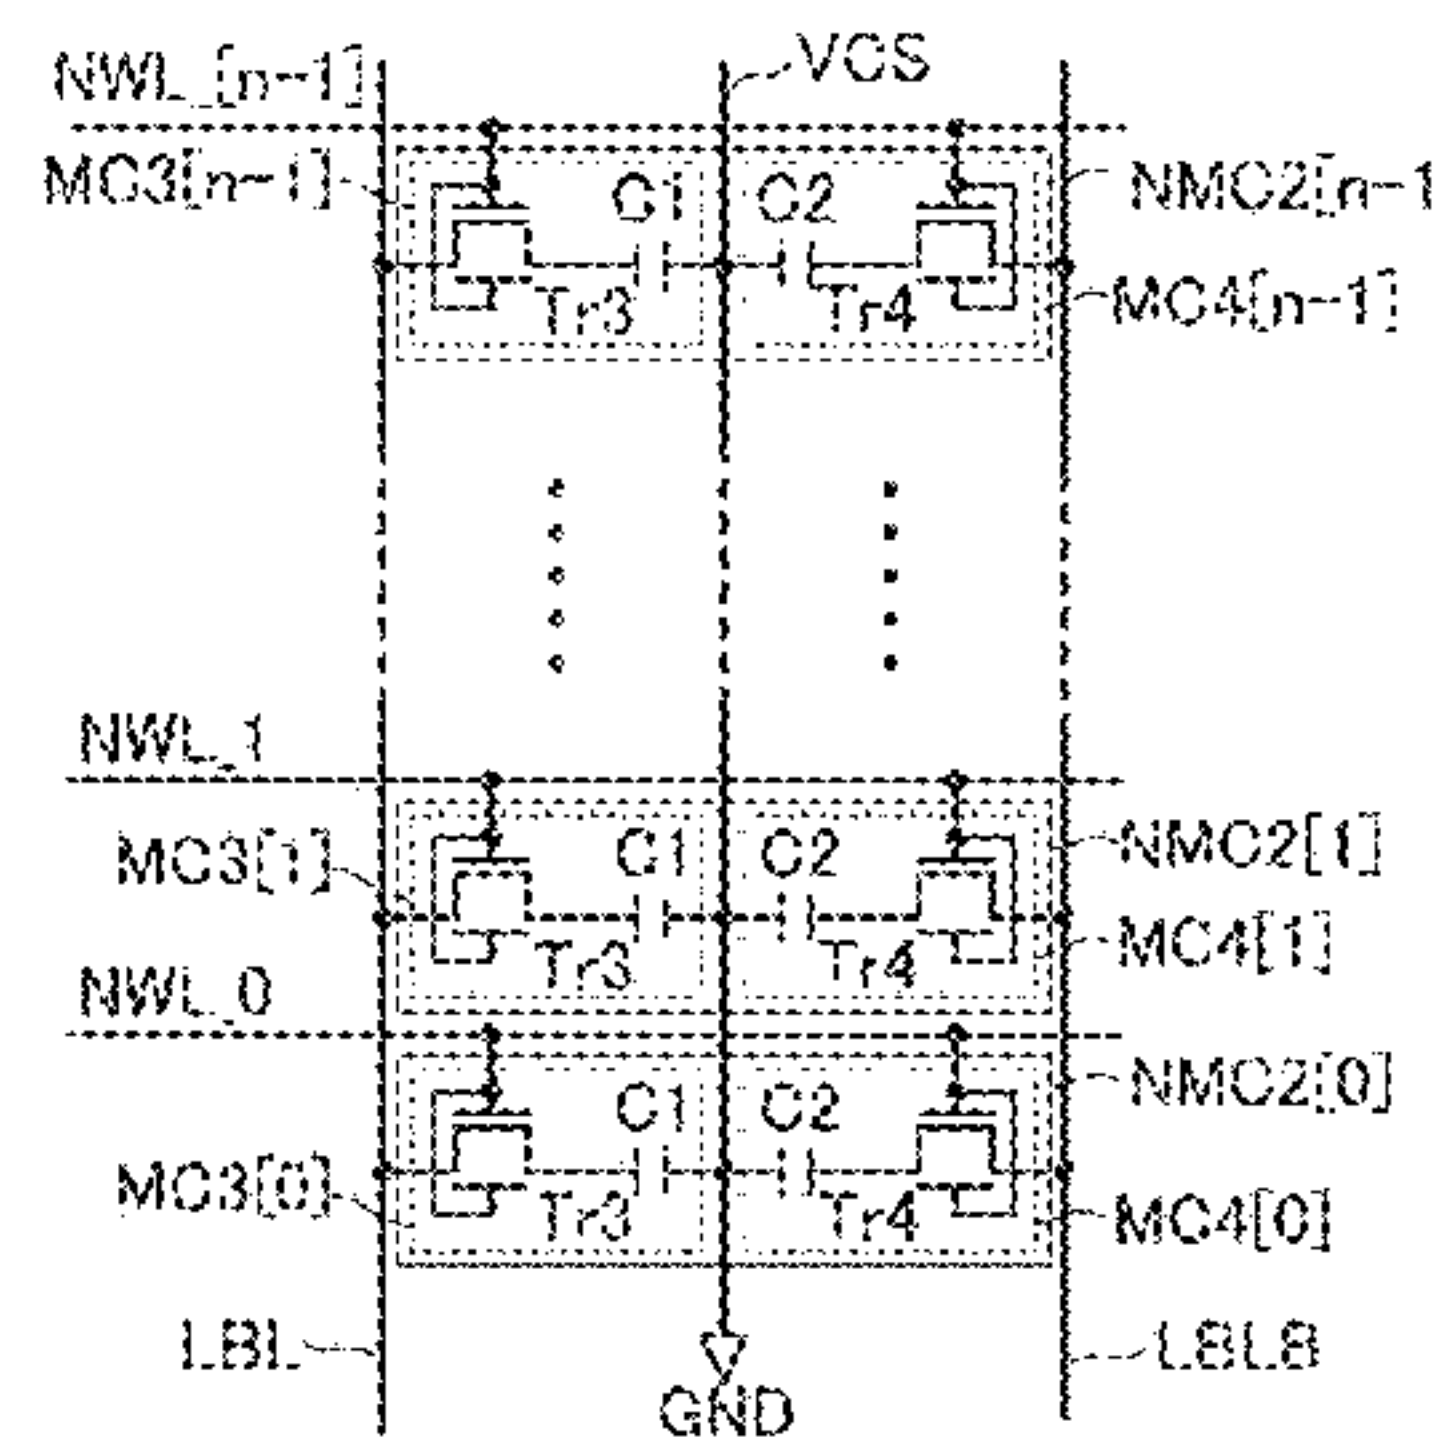 NWL_[n-1]
VCS
MC3[n-1]
C1
C2
NMC2[n-1
Tr3
Tr4
MC4[n-1]
NWL_1
MC3[1]
C1
C2
NMC2[1]
Tr3
Tr4
MC4[1]
NWL_0
C1
C2
NMC2[0]
MC3[0]
Tr3
Tr4
MC4[0]
LBL
LBLB
GND